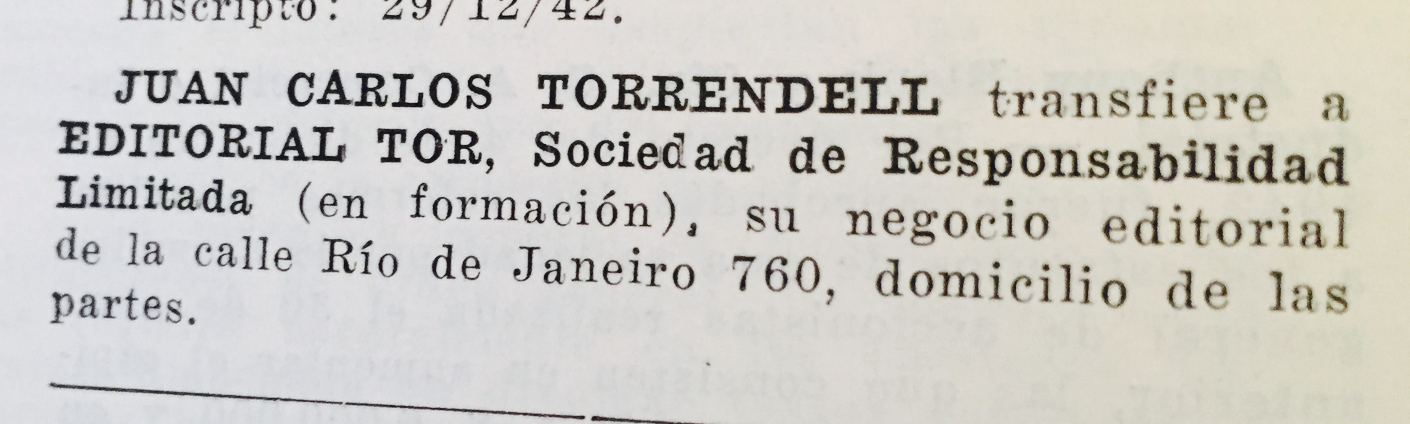 Inscripto: 29/12/42.
JUAN CARLOS TORRENDELL transfiere a
EDITORIAL TOR, Sociedad de Responsabilidad
Limitada (en formación), su negocio editorial
de la calle Río de Janeiro 760, domicilio de las
partes.